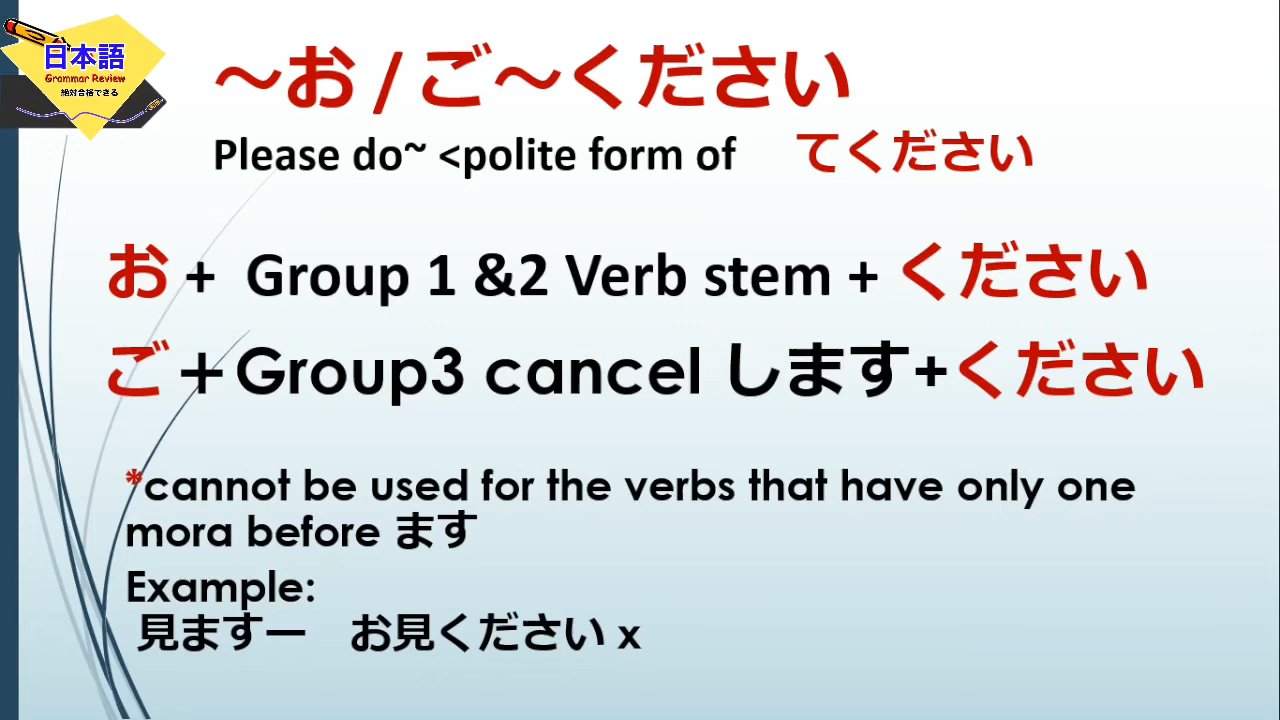 日本語
Grammar Review
絶対合格できる
～お / ご～ください
Please do~ <polite form of　てください
お + Group 1 &2 Verb stem + ください
ご ＋Group3 cancel します+ください
*cannot be used for the verbs that have only one
mora before ます
Example:
見ますー　お見ください x